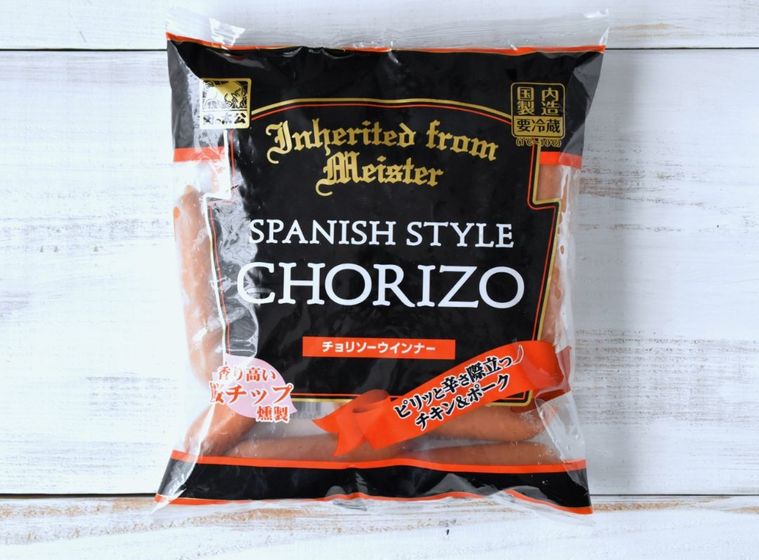 国内
製造
要冷蔵
Inherited from
Meister
SPANISH STYLE
CHORIZO
チョリソーウインナー
香り高い
桜チップ
燻製
ピリッと辛さ際立つ
チキン&ポーク